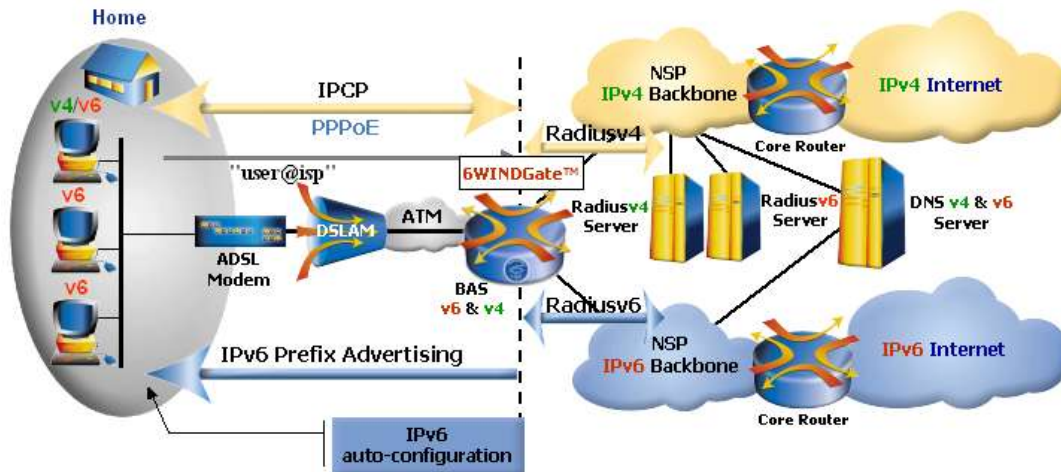 Home
v4/v6
v6
v6
IPCP
PPPoE
"user@isp"
ADSL
Modem
DSLAM
ATM
6WINDGate™
BAS
v6 & v4
Radiusv4
Radiusv6
NSP
IPv4 Backbone
Core Router
IPv4 Internet
Radiusv4
Server
Radiusv6
Server
DNS v4 & v6
Server
NSP
IPv6 Backbone
Core Router
IPv6 Internet
IPv6 Prefix Advertising
IPv6
auto-configuration